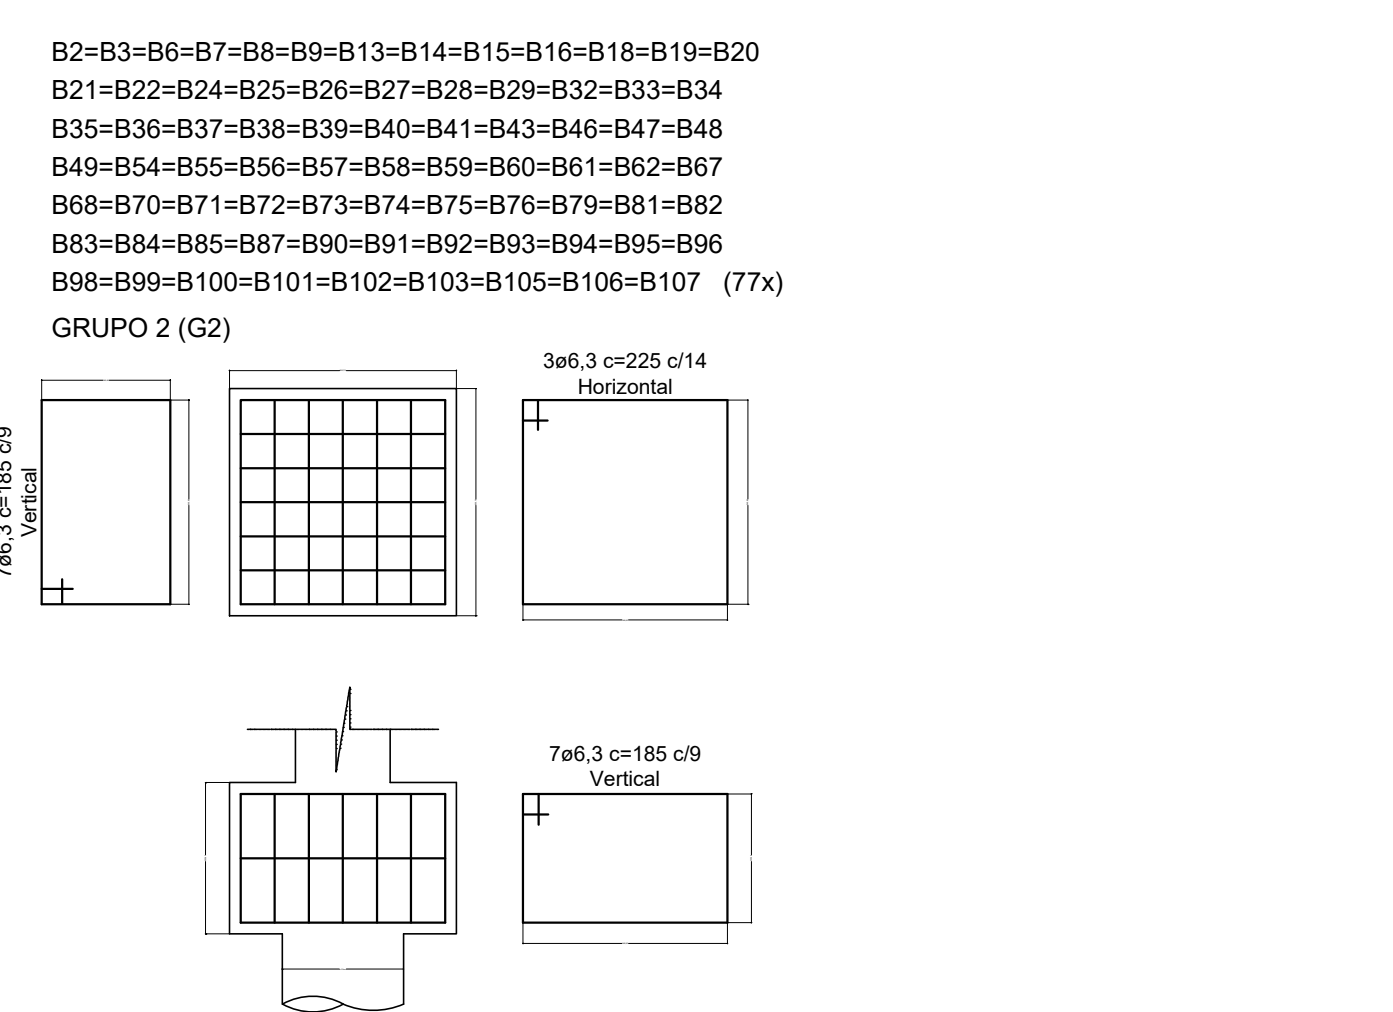 B2=B3=B6=B7=B8=B9=B13=B14=B15=B16=B18=B19=B20
B21=B22=B24=B25=B26=B27=B28=B29=B32=B33=B34
B35=B36=B37=B38=B39=B40=B41=B43=B46=B47=B48
B49=B54=B55=B56=B57=B58=B59=B60=B61=B62=B67
B68=B70=B71=B72=B73=B74=B75=B76=B79=B81=B82
B83=B84=B85=B87=B90=B91=B92=B93=B94=B95=B96
B98=B99=B100=B101=B102=B103=B105=B106=B107 (77x)
GRUPO 2 (G2)
3ø6,3 c=225 c/14
Horizontal
7ø6,3 c=185 c/9
Vertical
7ø6,3 c=185 c/9
Vertical